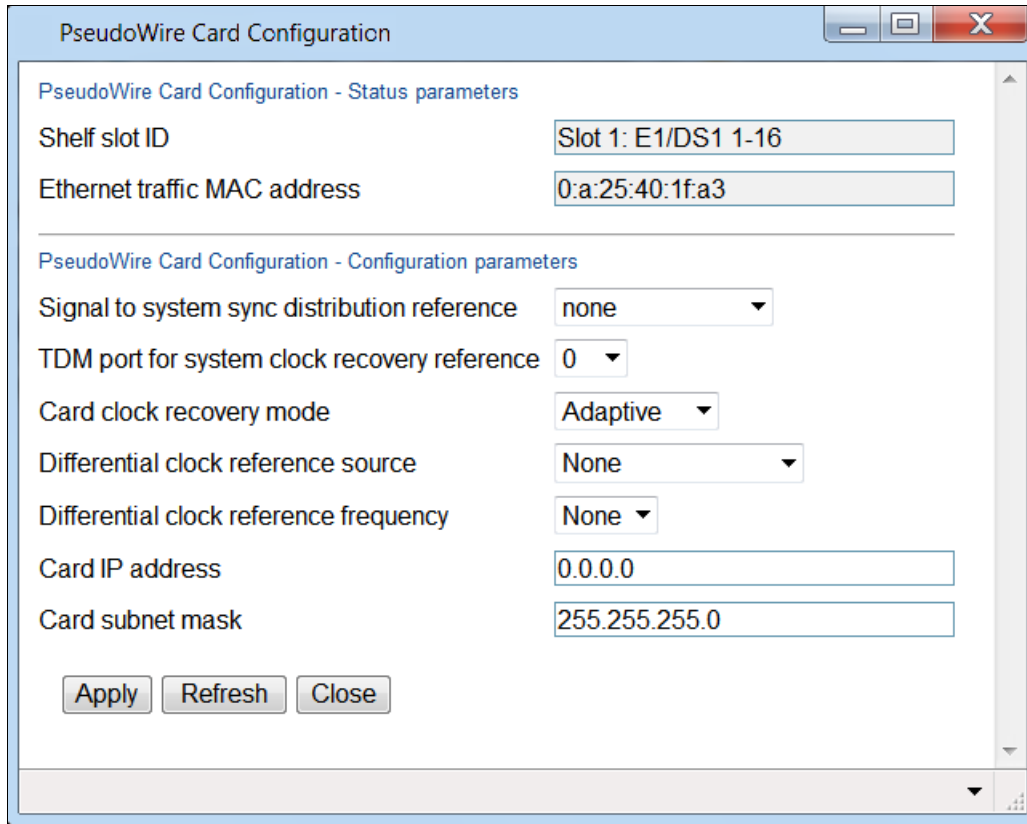 PseudoWire Card Configuration
PseudoWire Card Configuration - Status parameters
Shelf slot ID Slot 1: E1/DS1 1-16
Ethernet traffic MAC address 0:a:25:40:1f:a3
PseudoWire Card Configuration - Configuration parameters
Signal to system sync distribution reference none
TDM port for system clock recovery reference 0
Card clock recovery mode Adaptive
Differential clock reference source None
Differential clock reference frequency None
Card IP address 0.0.0.0
Card subnet mask 255.255.255.0
Apply Refresh Close